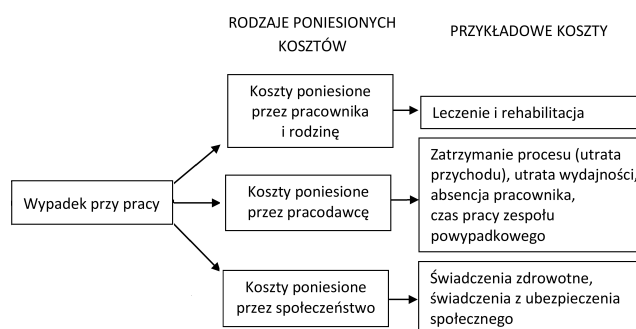 RODZAJE PONIESIONYCH
KOSZTÓW
PRZYKŁADOWE KOSZTY
Wypadek przy pracy
Koszty poniesione
przez pracownika
i rodzinę
Leczenie i rehabilitacja
Koszty poniesione
przez pracodawcę
Zatrzymanie procesu (utrata
przychodu), utrata wydajności,
absencja pracownika,
czas pracy zespołu
powypadkowego
Koszty poniesione
przez społeczeństwo
Świadczenia zdrowotne,
świadczenia z ubezpieczenia
społecznego